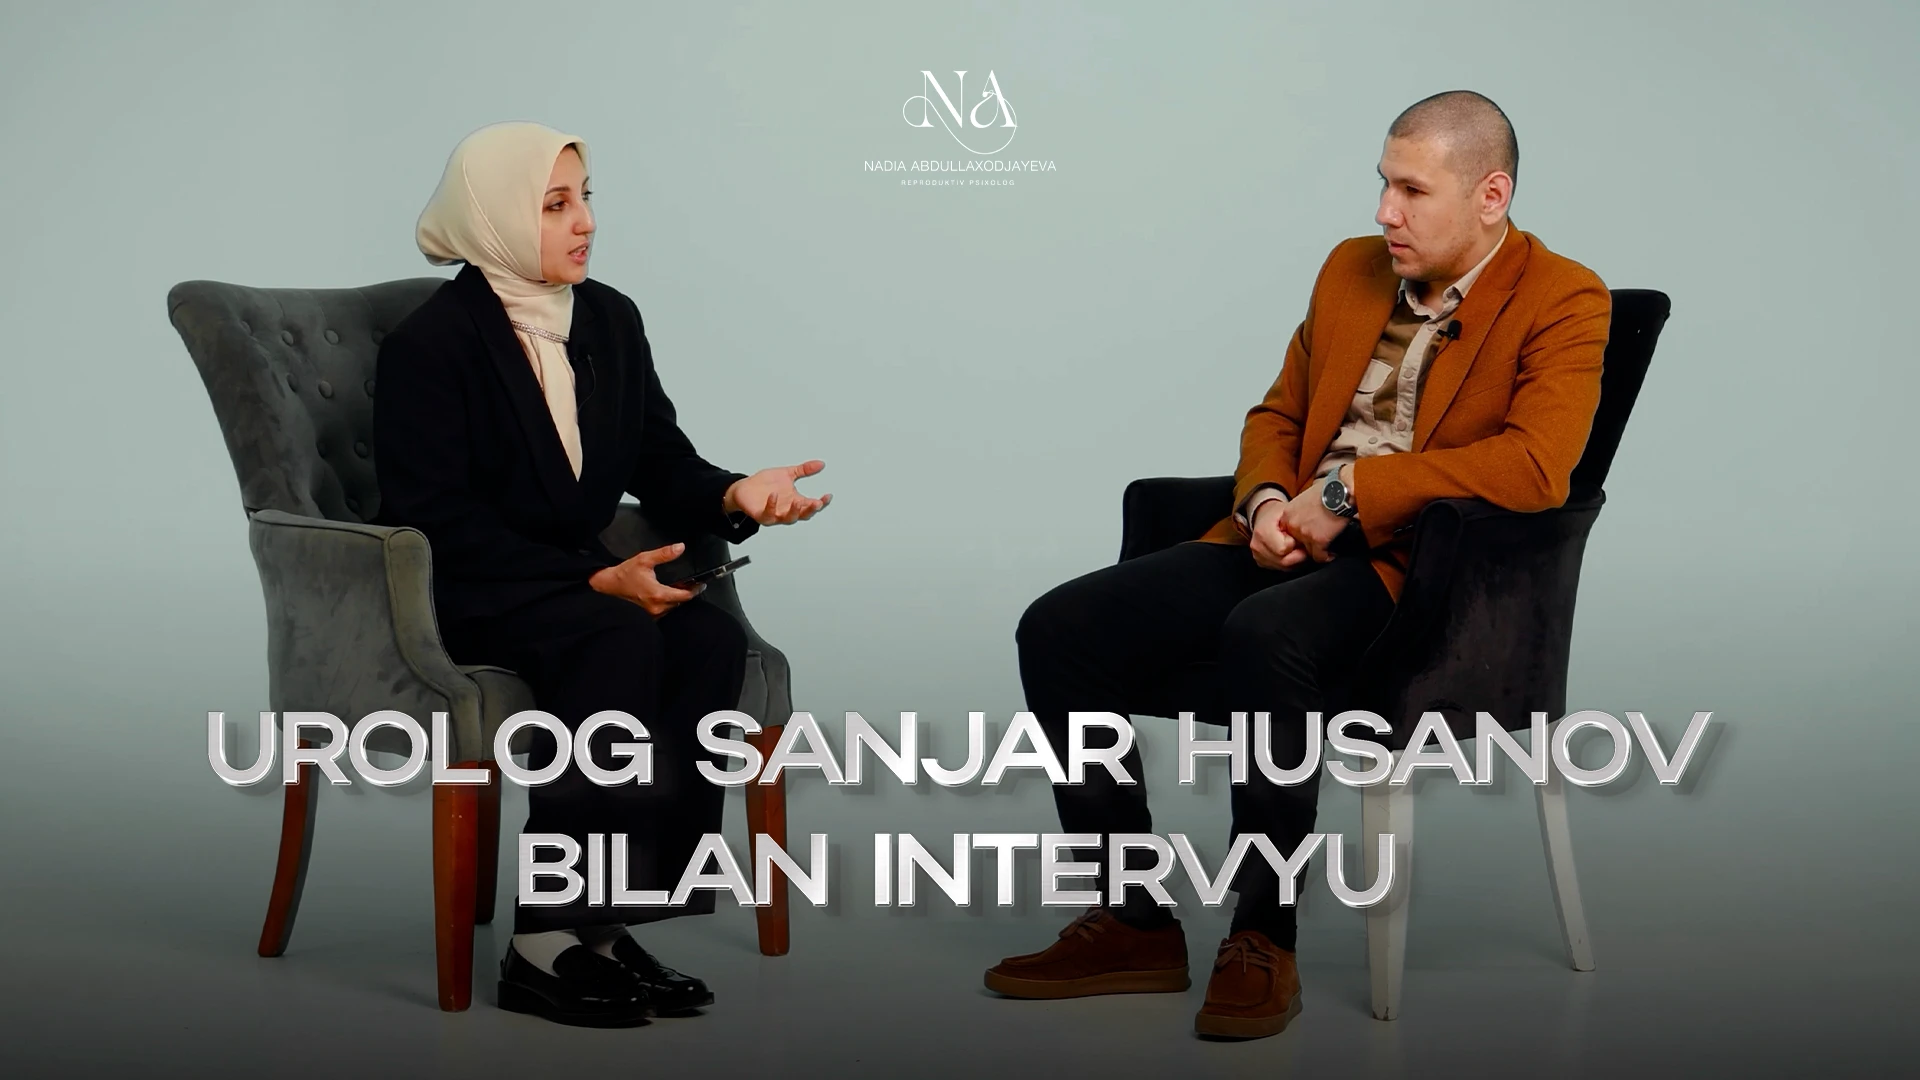 NA
NADIA ABDULLAXODJAYEVA
REPRODUKTIV PSIXOLOG
UROLOG SANJAR HUSANOV
BILAN INTERVYU